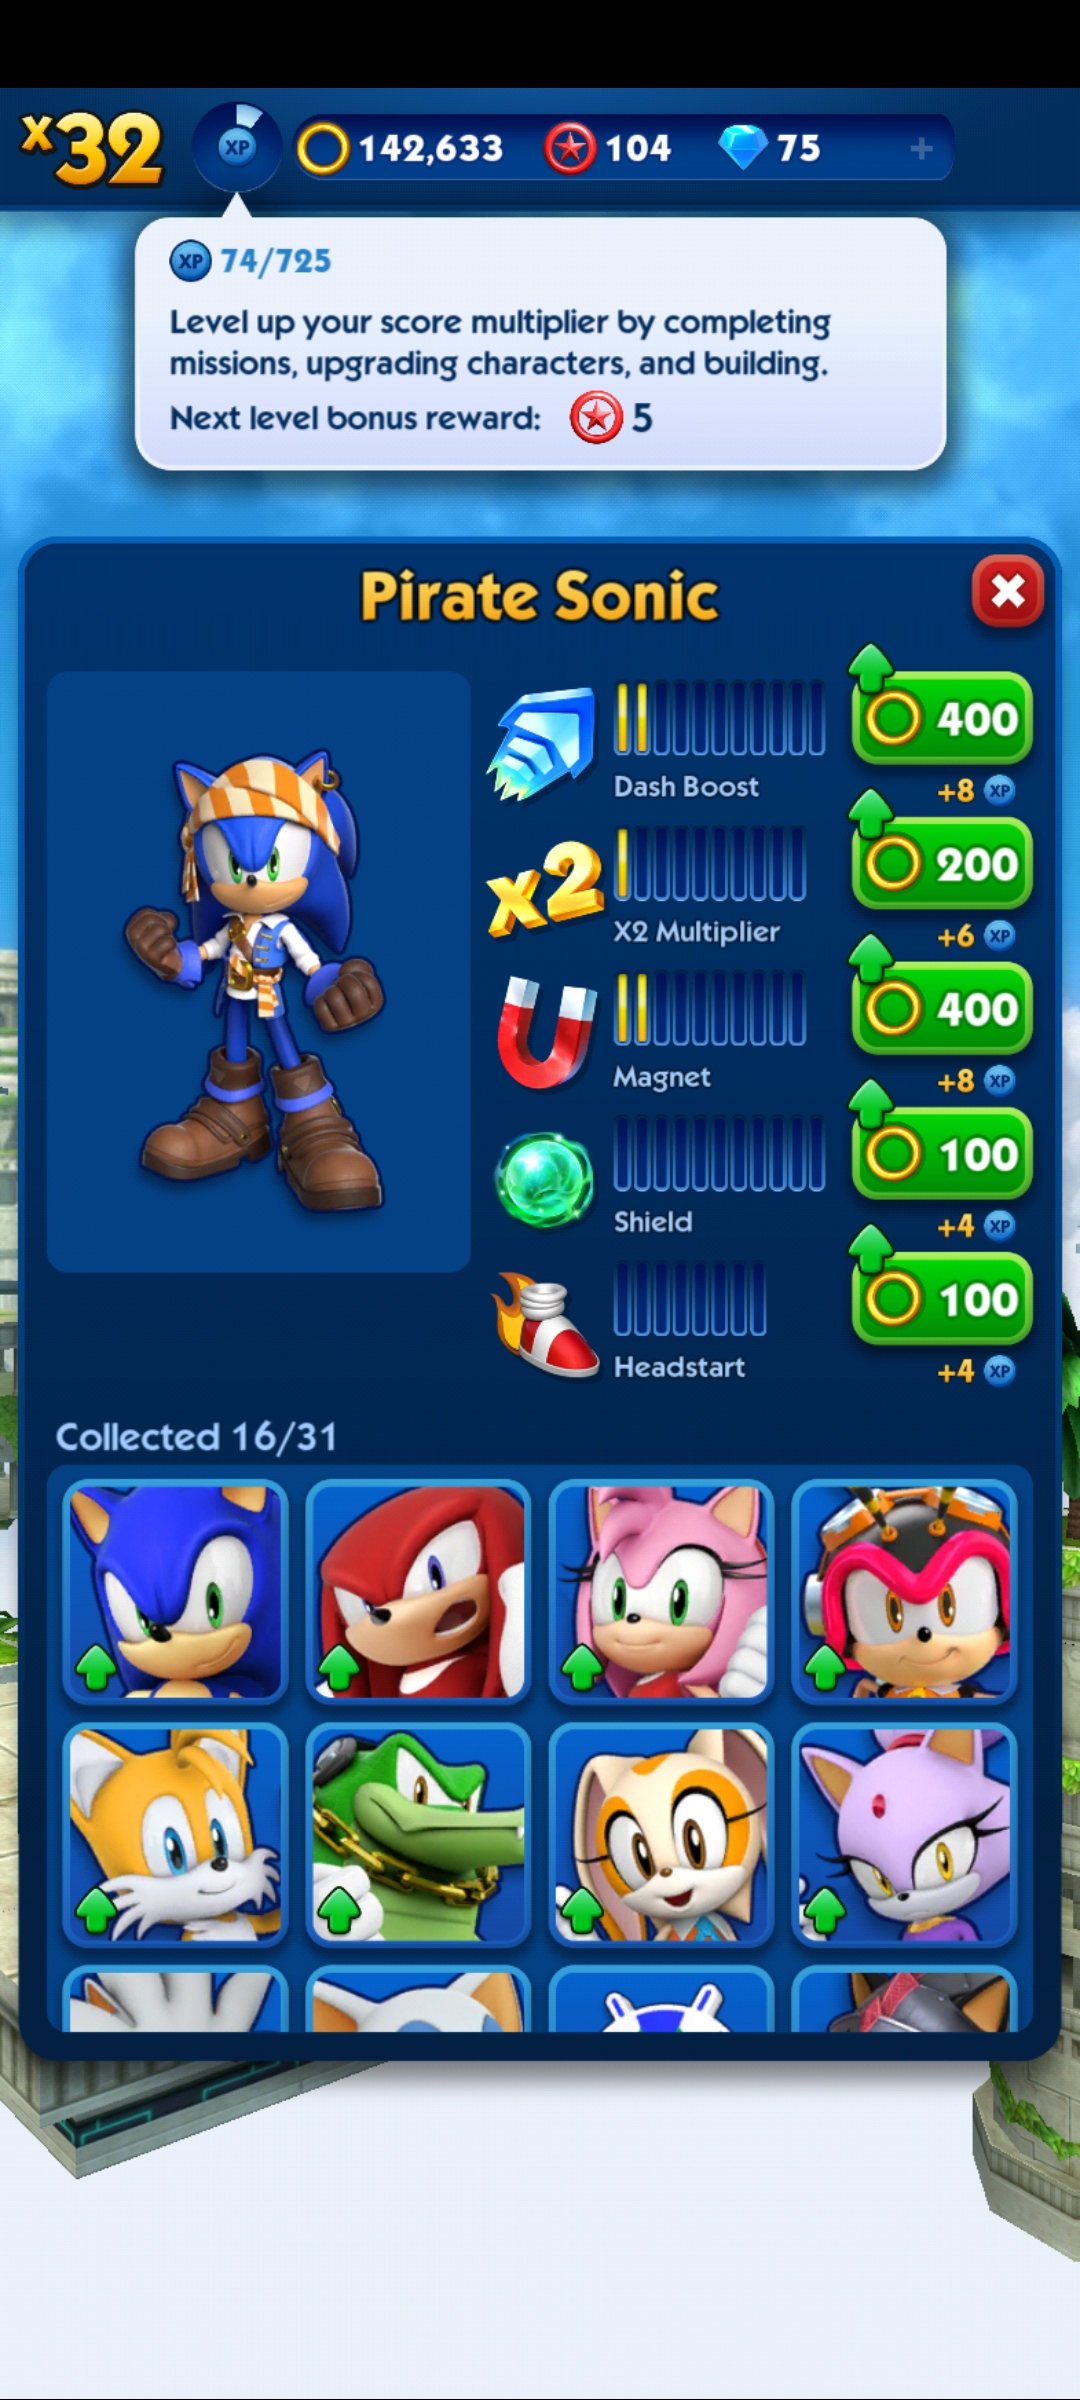 x32
XP
142,633
104
75
+
XP 74/725
Level up your score multiplier by completing
missions, upgrading characters, and building.
Next level bonus reward: 5
Pirate Sonic
400
Dash Boost
+8 XP
x2
200
X2 Multiplier
+6 XP
400
Magnet
+8 XP
100
Shield
+4 XP
100
Headstart
+4 XP
Collected 16/31